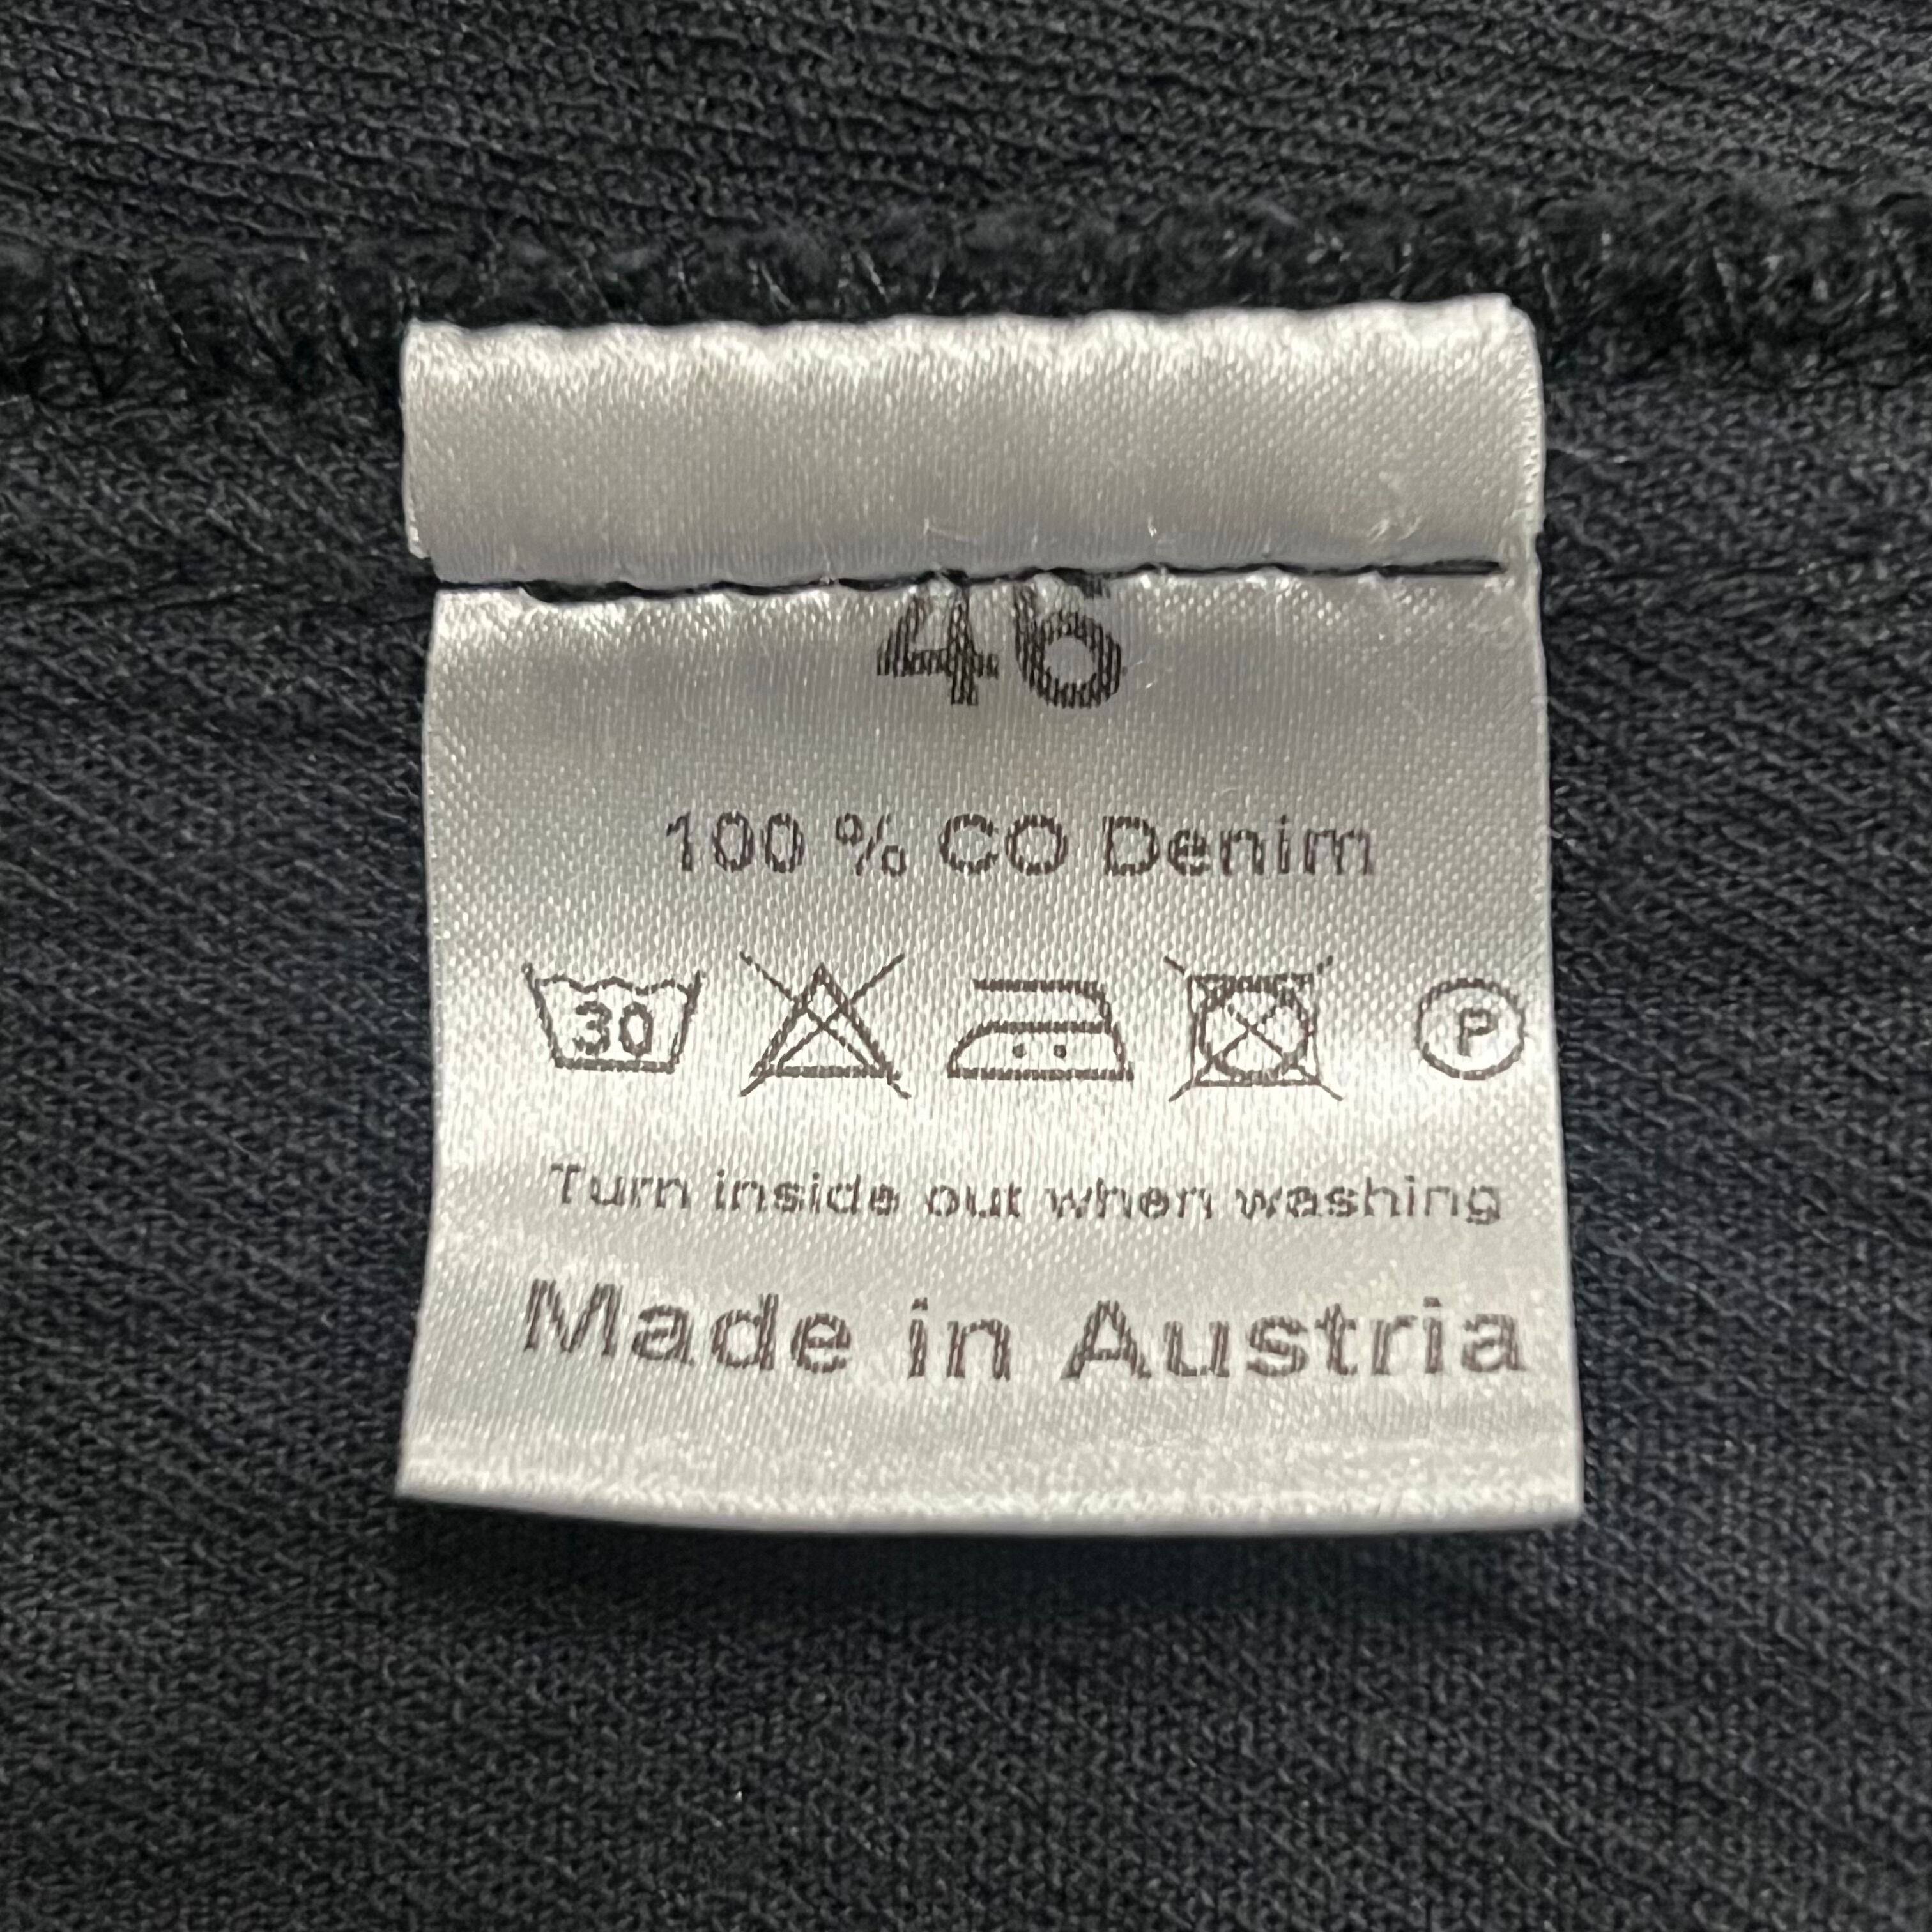 46
100 % CO Denim
30 P
Turn inside out when washing
Made in Austria